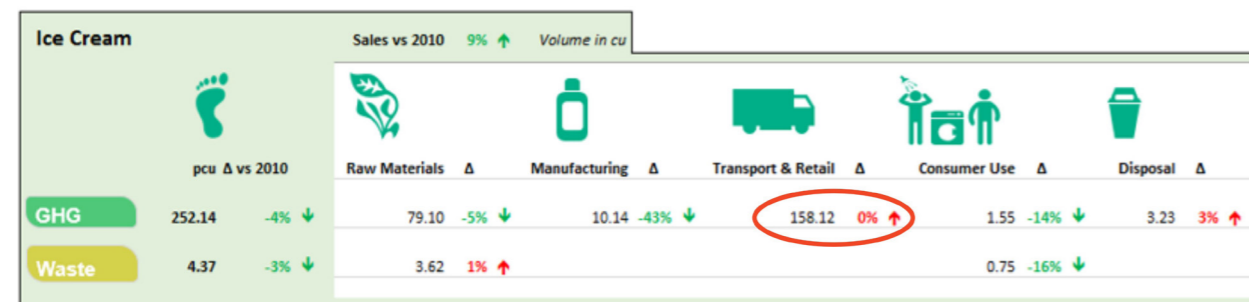 Ice Cream Sales vs 2010 9% ↑ Volume in cu
pcu Δ vs 2010 Raw Materials Δ Manufacturing Δ Transport & Retail Δ Consumer Use Δ Disposal Δ
GHG 252.14 -4% ↓ 79.10 -5% ↓ 10.14 -43% ↓ 158.12 0% ↑ 1.55 -14% ↓ 3.23 3% ↑
Waste 4.37 -3% ↓ 3.62 1% ↑ 0.75 -16% ↓